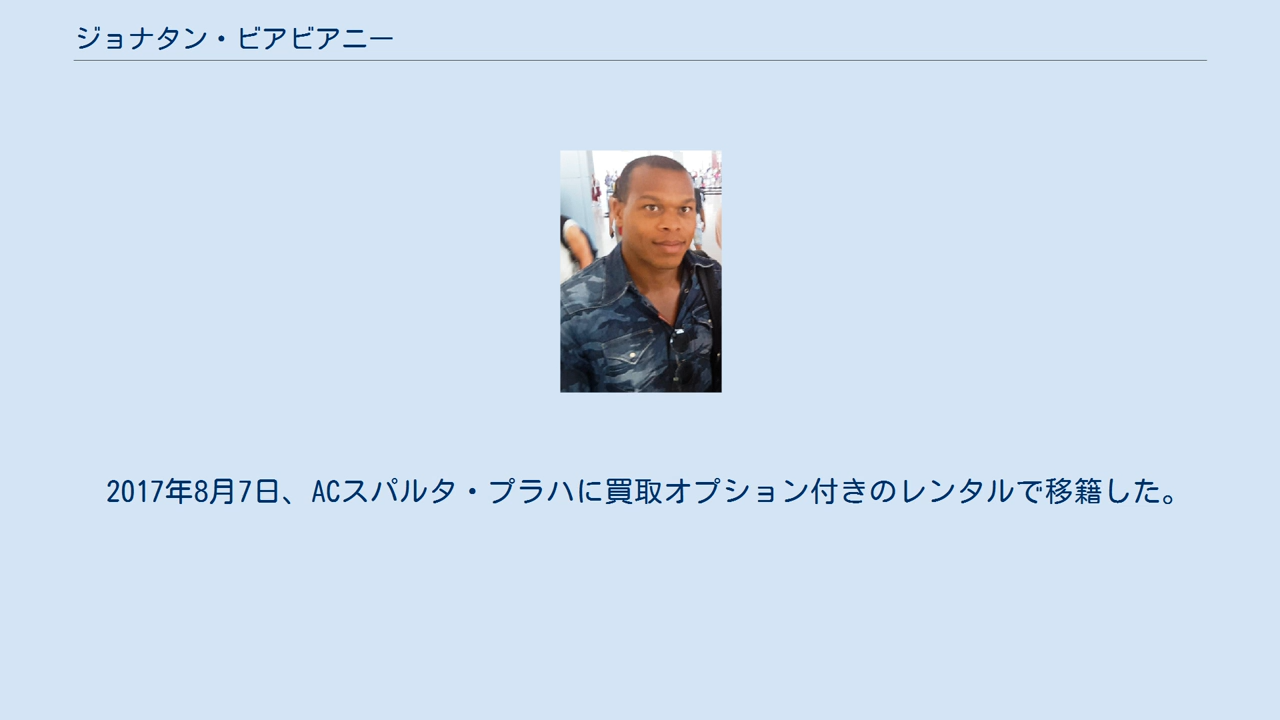 ジョナタン・ビアビアニー
2017年8月7日、ACスパルタ・プラハに買取オプション付きのレンタルで移籍した。